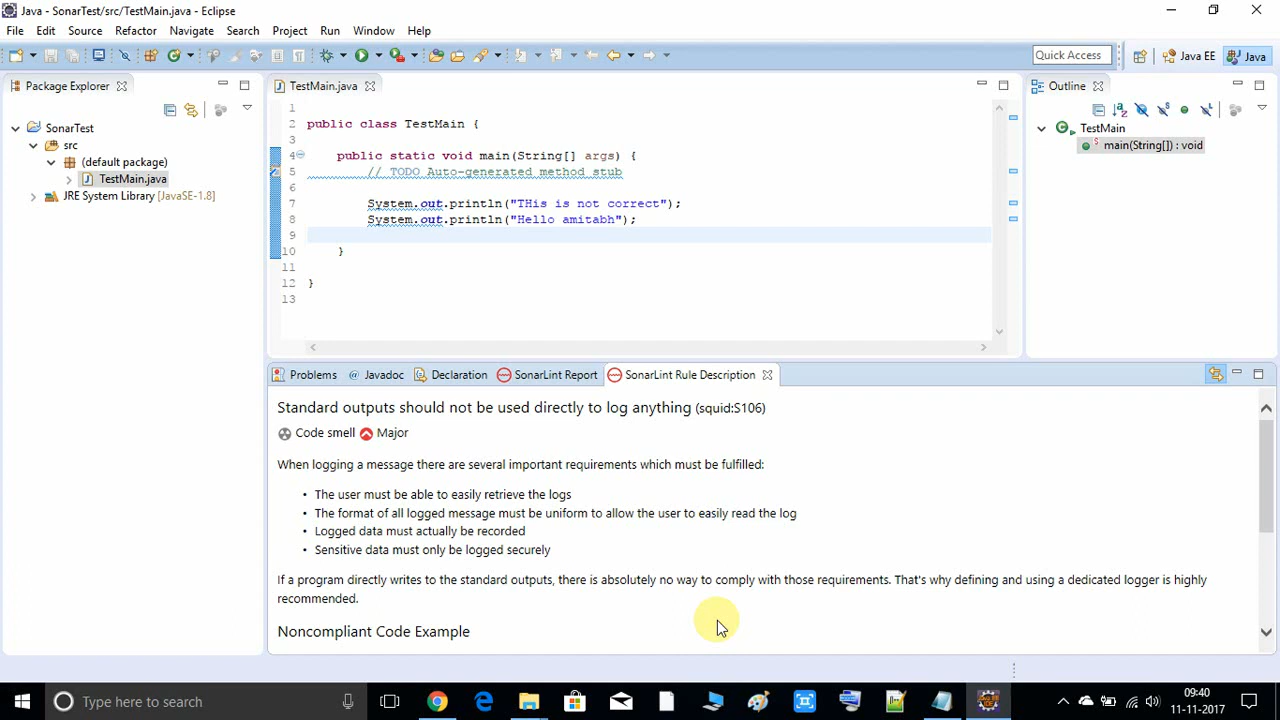 Java - SonarTest/src/TestMain.java - Eclipse
File Edit Source Refactor Navigate Search Project Run Window Help
Quick Access Java EE Java
Package Explorer
SonarTest
src
(default package)
TestMain.java
JRE System Library [JavaSE-1.8]
TestMain.java
1
2 public class TestMain {
3
4 public static void main(String[] args) {
5 // TODO Auto-generated method stub
6
7 System.out.println("THis is not correct");
8 System.out.println("Hello amitabh");
9
10 }
11
12 }
13
Outline
TestMain
main(String[]) : void
Problems @ Javadoc Declaration SonarLint Report SonarLint Rule Description
Standard outputs should not be used directly to log anything (squid:S106)
Code smell Major
When logging a message there are several important requirements which must be fulfilled:
• The user must be able to easily retrieve the logs
• The format of all logged message must be uniform to allow the user to easily read the log
• Logged data must actually be recorded
• Sensitive data must only be logged securely
If a program directly writes to the standard outputs, there is absolutely no way to comply with those requirements. That's why defining and using a dedicated logger is highly
recommended.
Noncompliant Code Example
Type here to search
09:40
11-11-2017